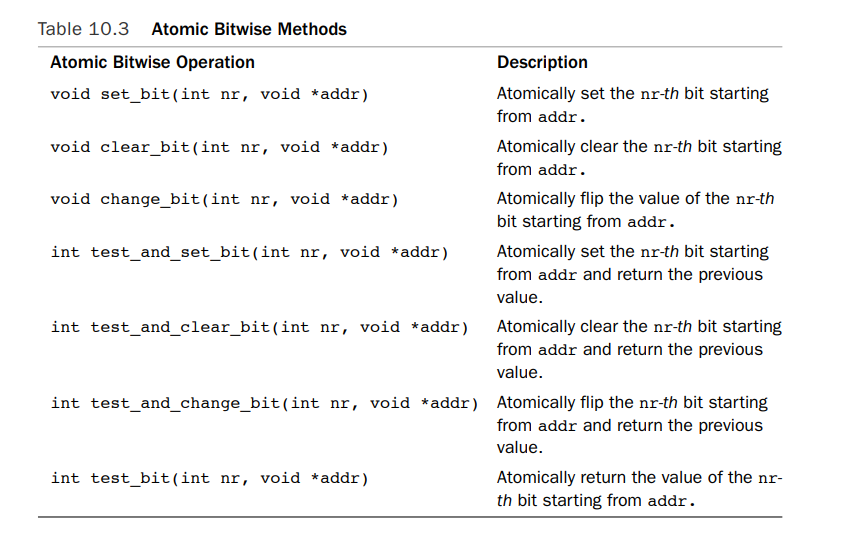 Table 10.3 Atomic Bitwise Methods
Atomic Bitwise Operation Description
void set_bit(int nr, void *addr) Atomically set the nr-th bit starting
from addr.
void clear_bit(int nr, void *addr) Atomically clear the nr-th bit starting
from addr.
void change_bit(int nr, void *addr) Atomically flip the value of the nr-th
bit starting from addr.
int test_and_set_bit(int nr, void *addr) Atomically set the nr-th bit starting
from addr and return the previous
value.
int test_and_clear_bit(int nr, void *addr) Atomically clear the nr-th bit starting
from addr and return the previous
value.
int test_and_change_bit(int nr, void *addr) Atomically flip the nr-th bit starting
from addr and return the previous
value.
int test_bit(int nr, void *addr) Atomically return the value of the nr-
th bit starting from addr.